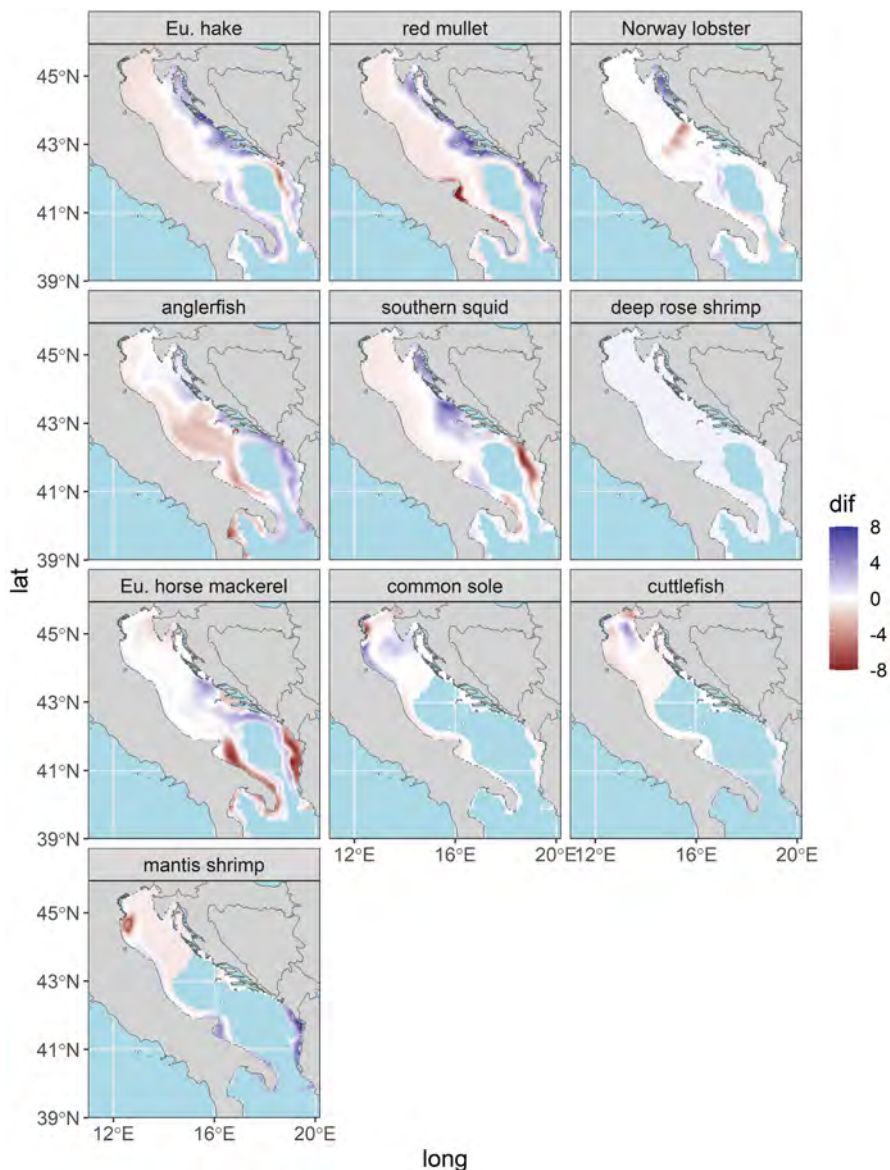 Eu. hake red mullet Norway lobster
45°N
43°N
41°N
39°N
anglerfish southern squid deep rose shrimp
45°N
43°N
41°N
39°N
lat
dif
8
4
0
-4
-8
Eu. horse mackerel common sole cuttlefish
45°N
43°N
41°N
39°N
12°E 16°E 20°E 12°E 16°E 20°E
mantis shrimp
45°N
43°N
41°N
39°N
12°E 16°E 20°E
long